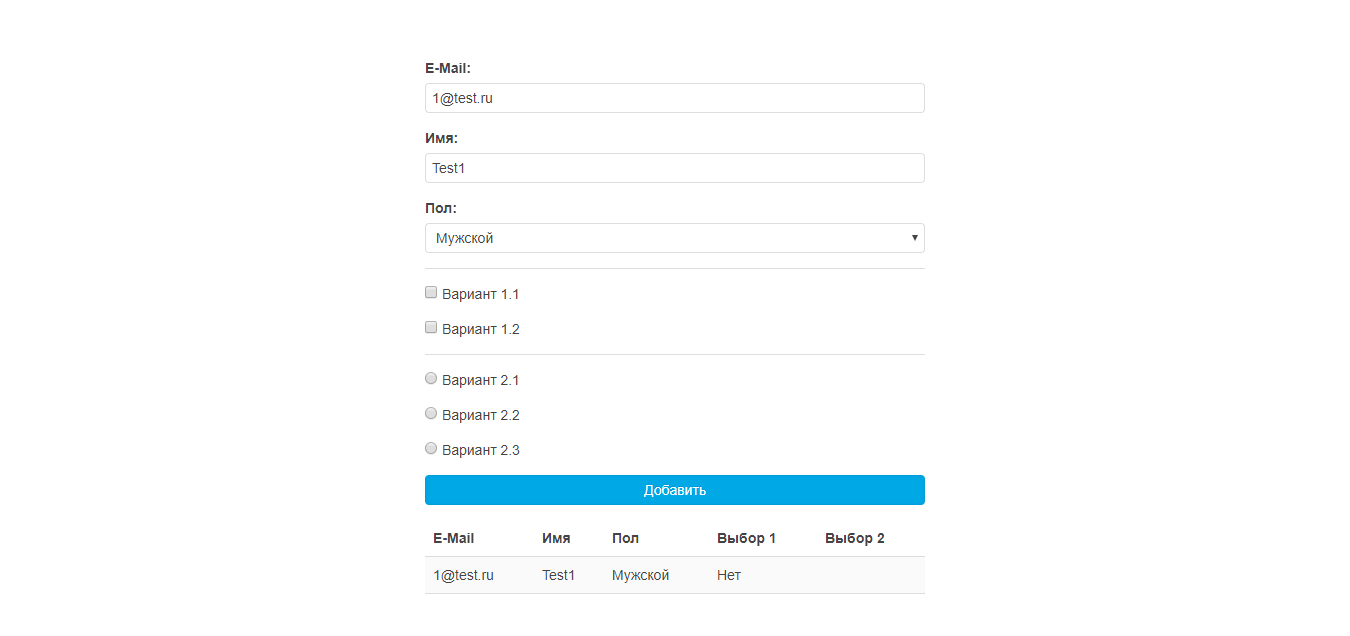 E-Mail:
1@test.ru
Имя:
Test1
Пол:
Мужской
Вариант 1.1
Вариант 1.2
Вариант 2.1
Вариант 2.2
Вариант 2.3
Добавить
E-Mail Имя Пол Выбор 1 Выбор 2
1@test.ru Test1 Мужской Нет